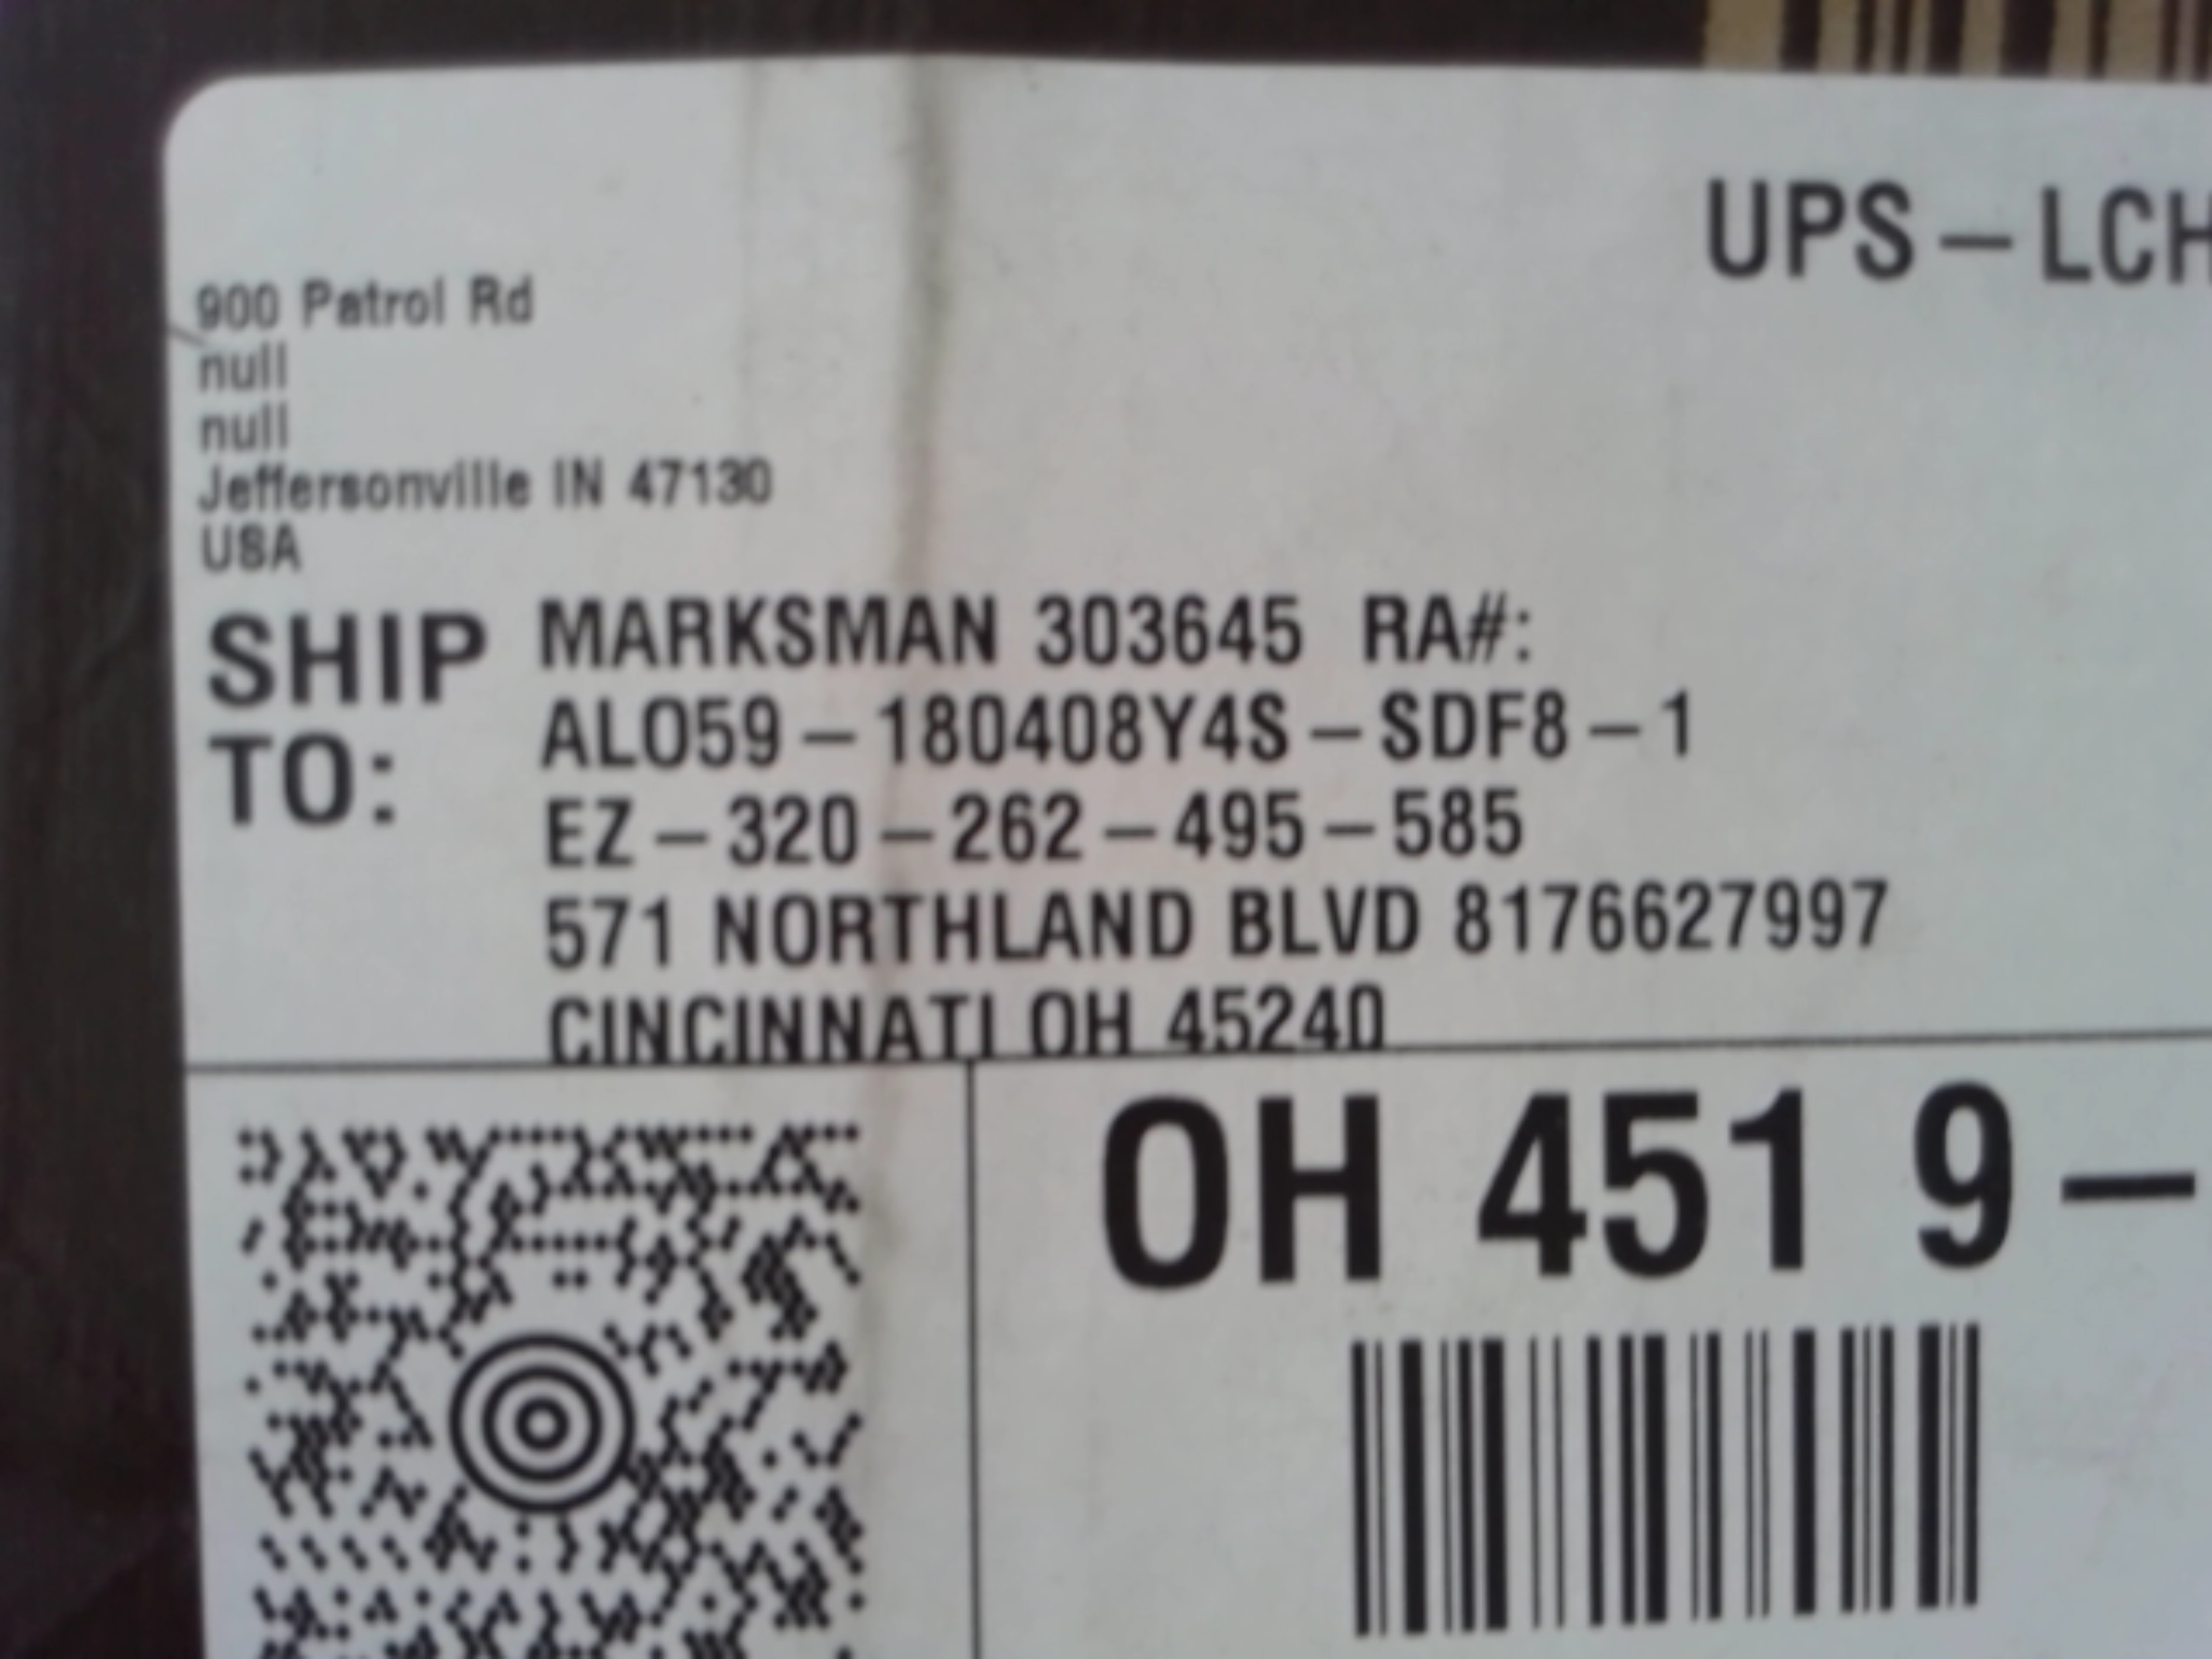 UPS-LCH
900 Patrol Rd
null
null
Jeffersonville IN 47130
USA
SHIP TO:
MARKSMAN 303645 RA#:
ALO59-180408Y4S-SDF8-1
EZ-320-262-495-585
571 NORTHLAND BLVD 8176627997
CINCINNATI OH 45240
OH 451 9-